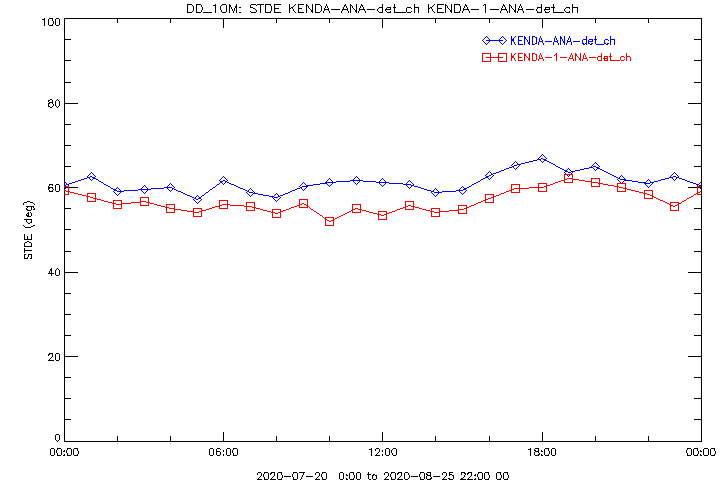 DD_10M: STDE KENDA-ANA-det_ch KENDA-1-ANA-det_ch
KENDA-ANA-det_ch
KENDA-1-ANA-det_ch
100
80
60
40
20
0
STDE (deg)
00:00 06:00 12:00 18:00 00:00
2020-07-20 0:00 to 2020-08-25 22:00 00